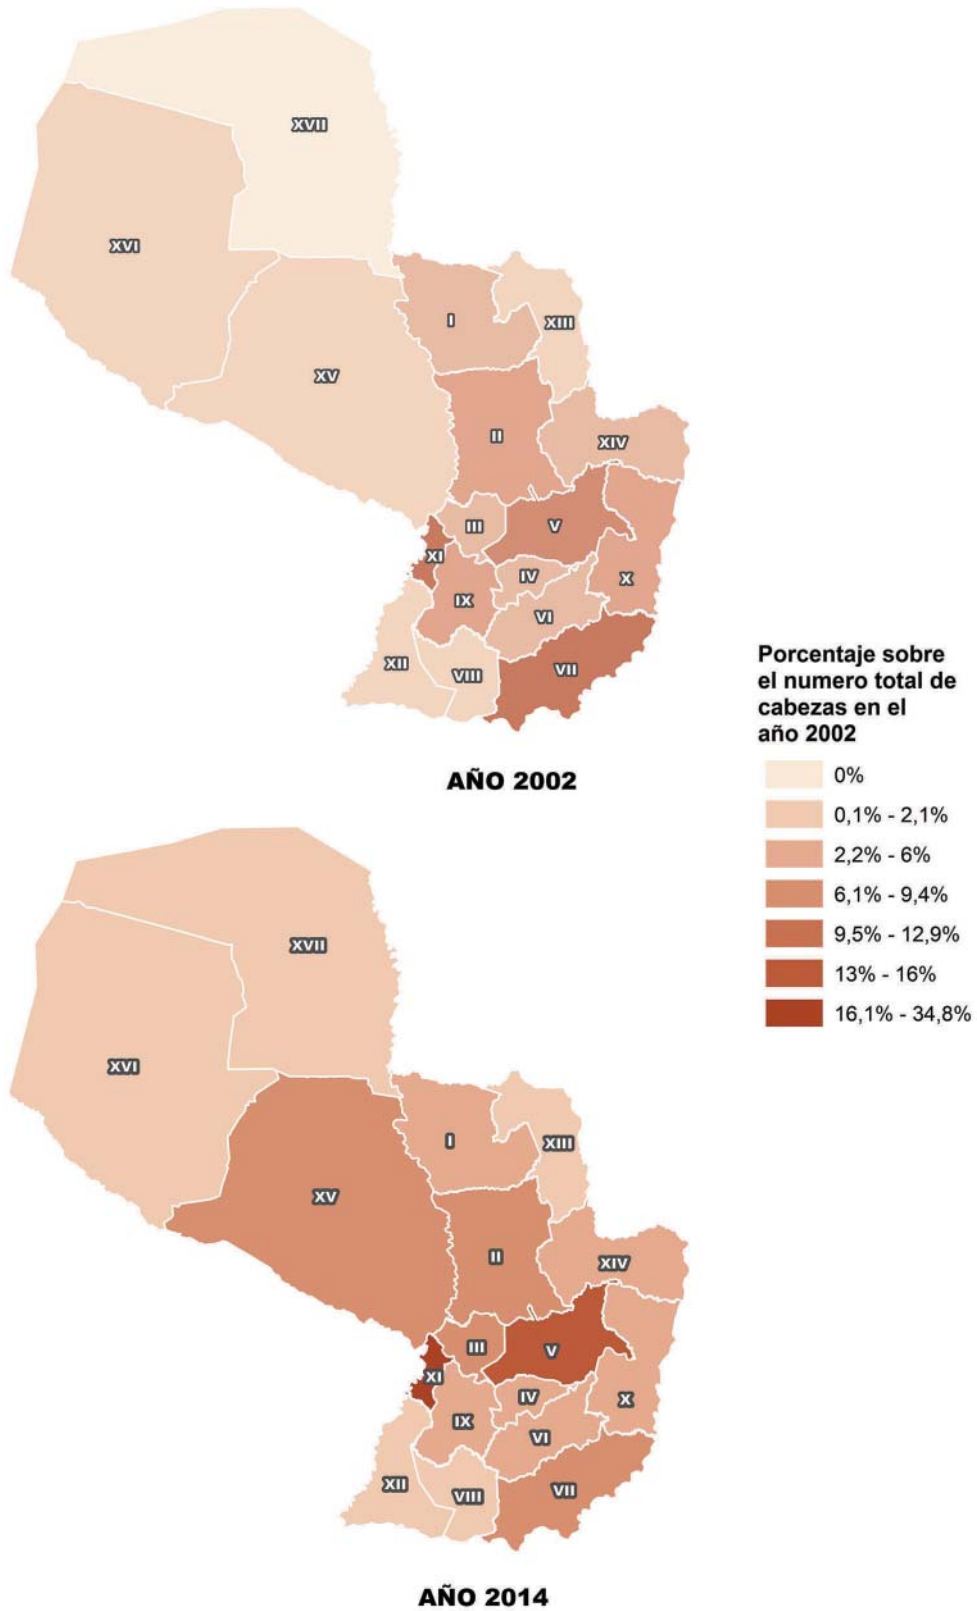 XVII
XVI
XV
I
XIII
II
XIV
III
V
XI
IV
X
IX
VI
XII
VIII
VII
AÑO 2002
Porcentaje sobre
el numero total de
cabezas en el
año 2002
0%
0,1% - 2,1%
2,2% - 6%
6,1% - 9,4%
9,5% - 12,9%
13% - 16%
16,1% - 34,8%
XVII
XVI
XV
I
XIII
II
XIV
III
V
XI
IV
X
IX
VI
XII
VIII
VII
AÑO 2014